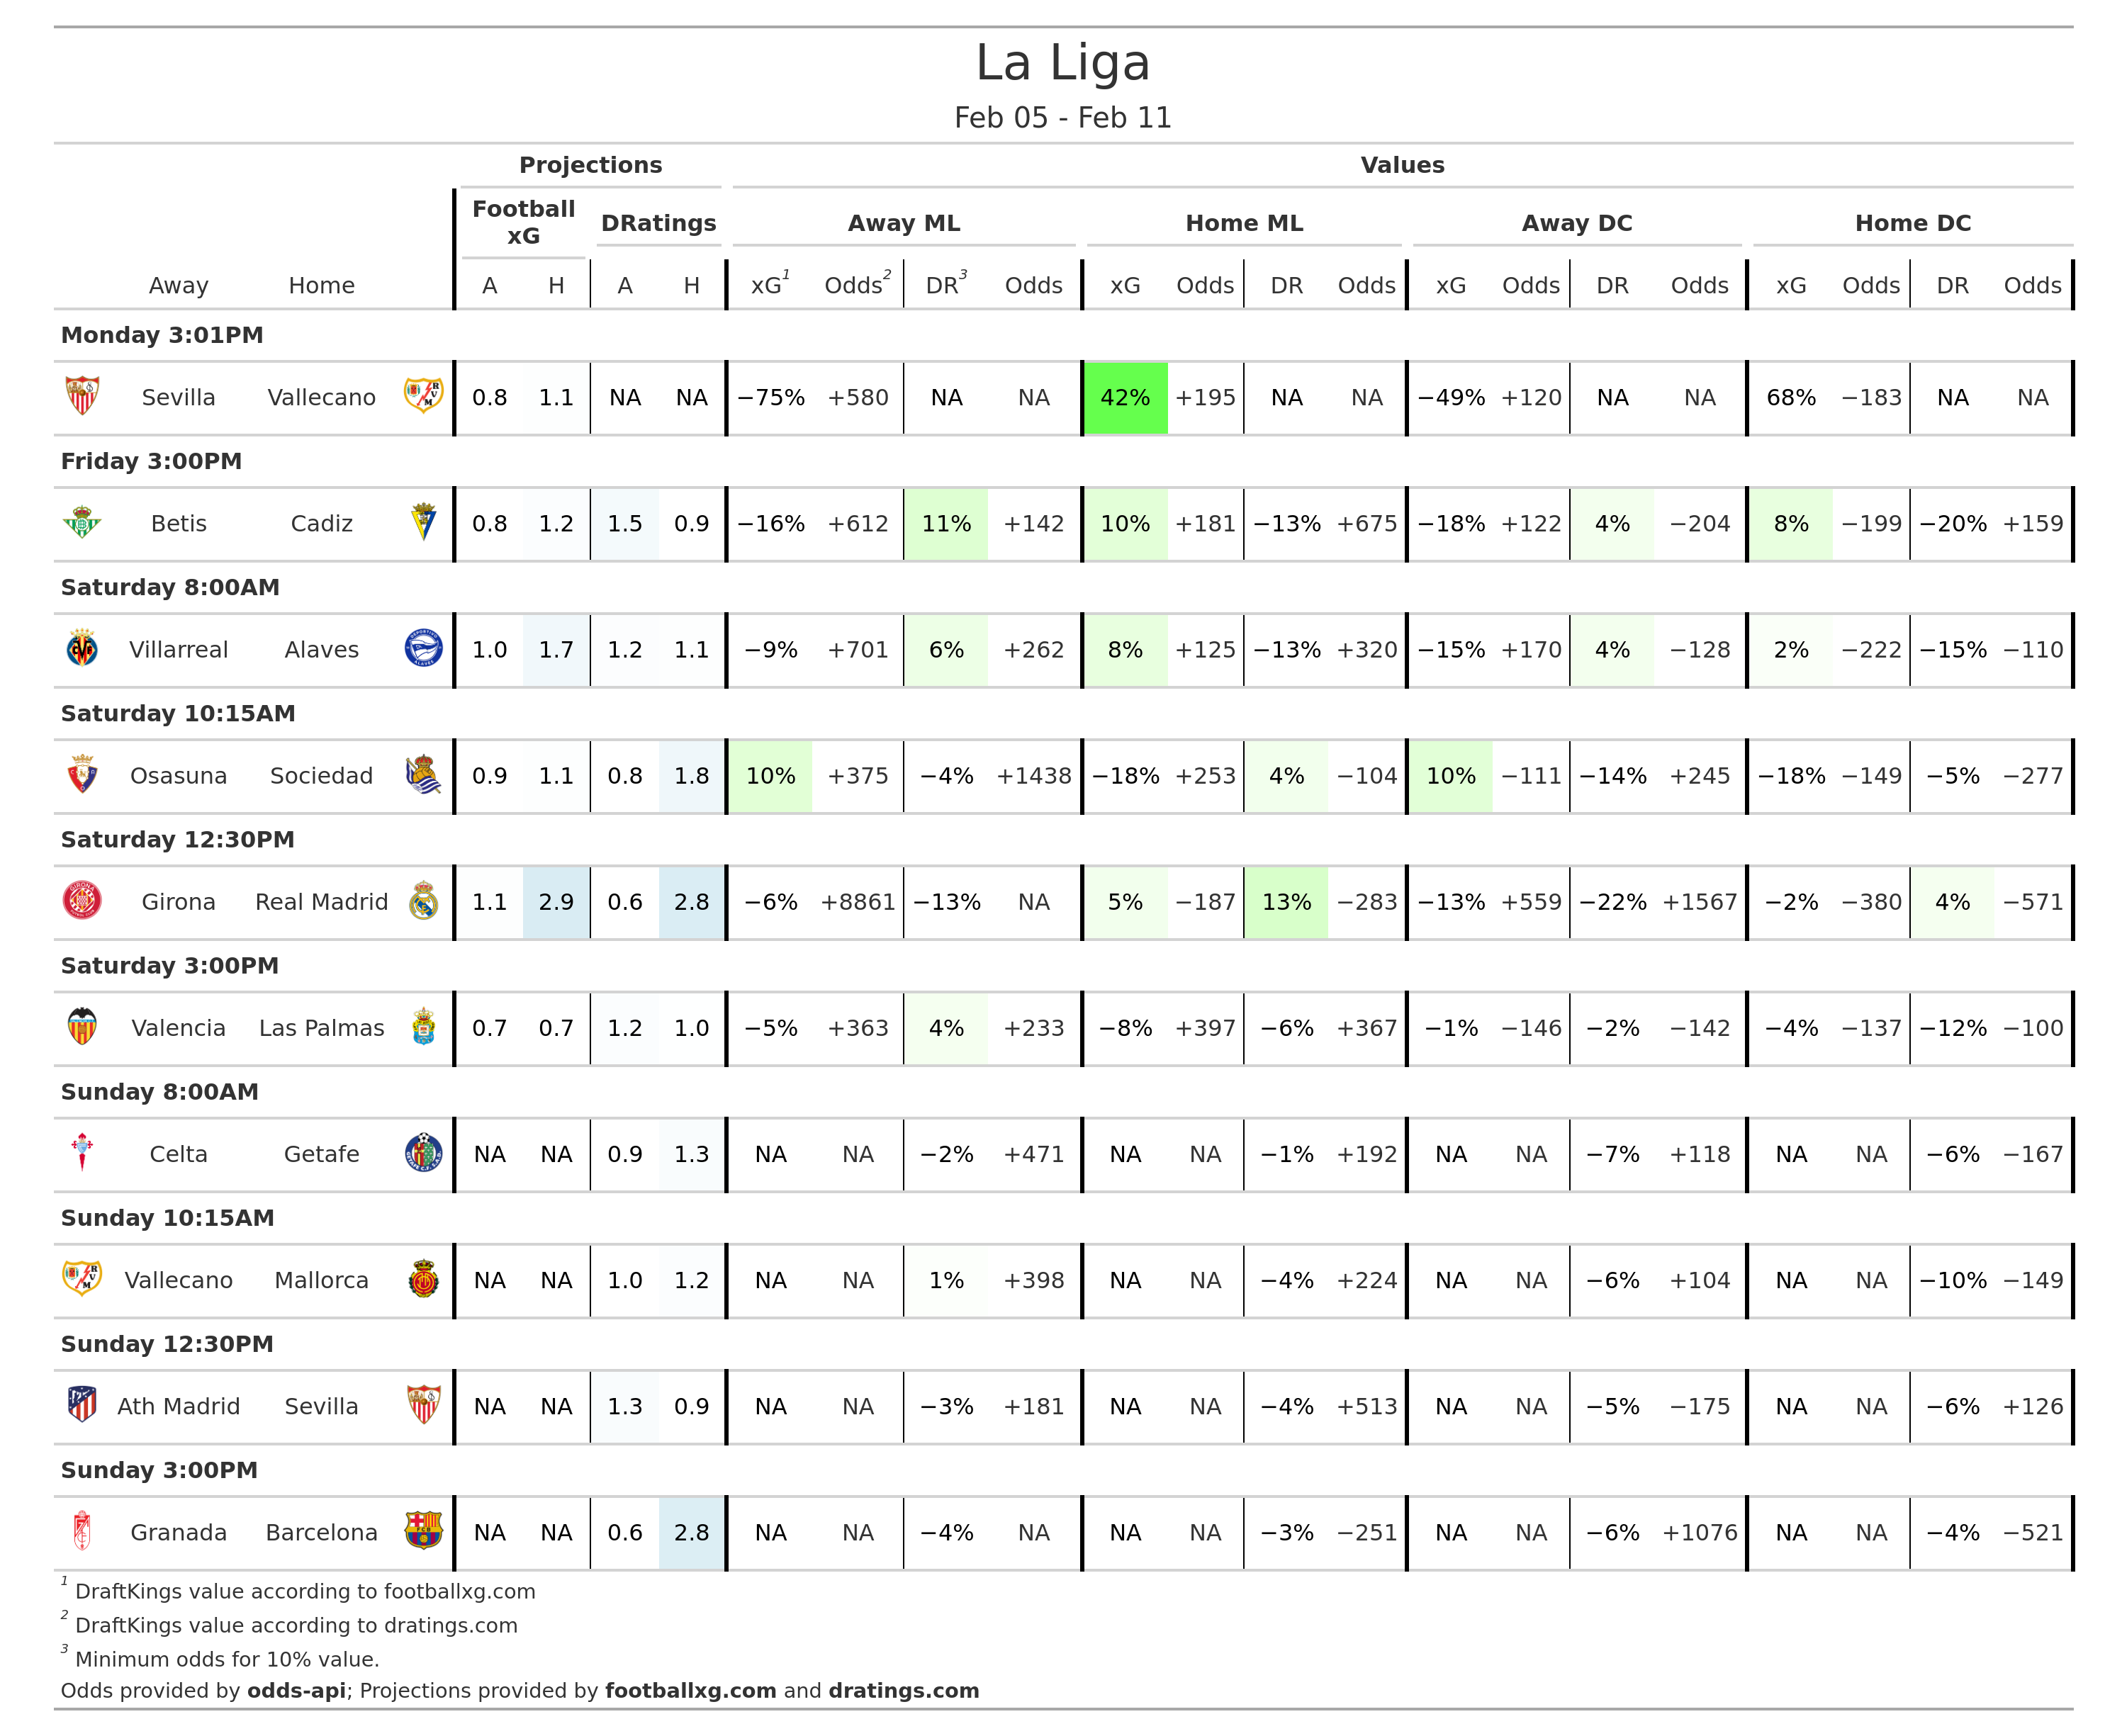 La Liga
Feb 05 - Feb 11
Projections Values
Football xG DRatings Away ML Home ML Away DC Home DC
Away Home A H A H xG1 Odds2 DR3 Odds xG Odds DR Odds xG Odds DR Odds xG Odds DR Odds
Monday 3:01PM
Sevilla Vallecano 0.8 1.1 NA NA −75% +580 NA NA 42% +195 NA NA −49% +120 NA NA 68% −183 NA NA
Friday 3:00PM
Betis Cadiz 0.8 1.2 1.5 0.9 −16% +612 11% +142 10% +181 −13% +675 −18% +122 4% −204 8% −199 −20% +159
Saturday 8:00AM
Villarreal Alaves 1.0 1.7 1.2 1.1 −9% +701 6% +262 8% +125 −13% +320 −15% +170 4% −128 2% −222 −15% −110
Saturday 10:15AM
Osasuna Sociedad 0.9 1.1 0.8 1.8 10% +375 −4% +1438 −18% +253 4% −104 10% −111 −14% +245 −18% −149 −5% −277
Saturday 12:30PM
Girona Real Madrid 1.1 2.9 0.6 2.8 −6% +8861 −13% NA 5% −187 13% −283 −13% +559 −22% +1567 −2% −380 4% −571
Saturday 3:00PM
Valencia Las Palmas 0.7 0.7 1.2 1.0 −5% +363 4% +233 −8% +397 −6% +367 −1% −146 −2% −142 −4% −137 −12% −100
Sunday 8:00AM
Celta Getafe NA NA 0.9 1.3 NA NA −2% +471 NA NA −1% +192 NA NA −7% +118 NA NA −6% −167
Sunday 10:15AM
Vallecano Mallorca NA NA 1.0 1.2 NA NA 1% +398 NA NA −4% +224 NA NA −6% +104 NA NA −10% −149
Sunday 12:30PM
Ath Madrid Sevilla NA NA 1.3 0.9 NA NA −3% +181 NA NA −4% +513 NA NA −5% −175 NA NA −6% +126
Sunday 3:00PM
Granada Barcelona NA NA 0.6 2.8 NA NA −4% NA NA NA −3% −251 NA NA −6% +1076 NA NA −4% −521
1 DraftKings value according to footballxg.com
2 DraftKings value according to dratings.com
3 Minimum odds for 10% value.
Odds provided by odds-api; Projections provided by footballxg.com and dratings.com